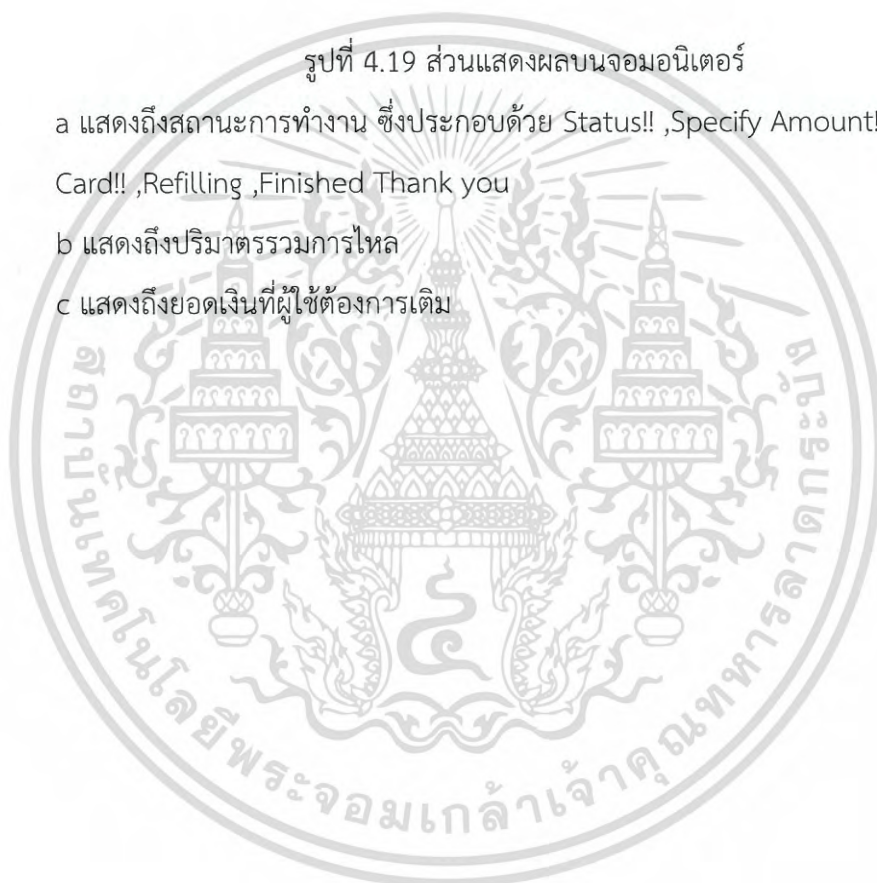 รูปที่ 4.19 ส่วนแสดงผลบนจอมอนิเตอร์
a แสดงถึงสถานะการทำงาน ซึ่งประกอบด้วย Status!! ,Specify Amount!
Card!! ,Refilling ,Finished Thank you
b แสดงถึงปริมาตรรวมการไหล
c แสดงถึงยอดเงินที่ผู้ใช้ต้องการเติม
สถาบันเทคโนโลยีพระจอมเกล้าเจ้าคุณทหารลาดกระบัง